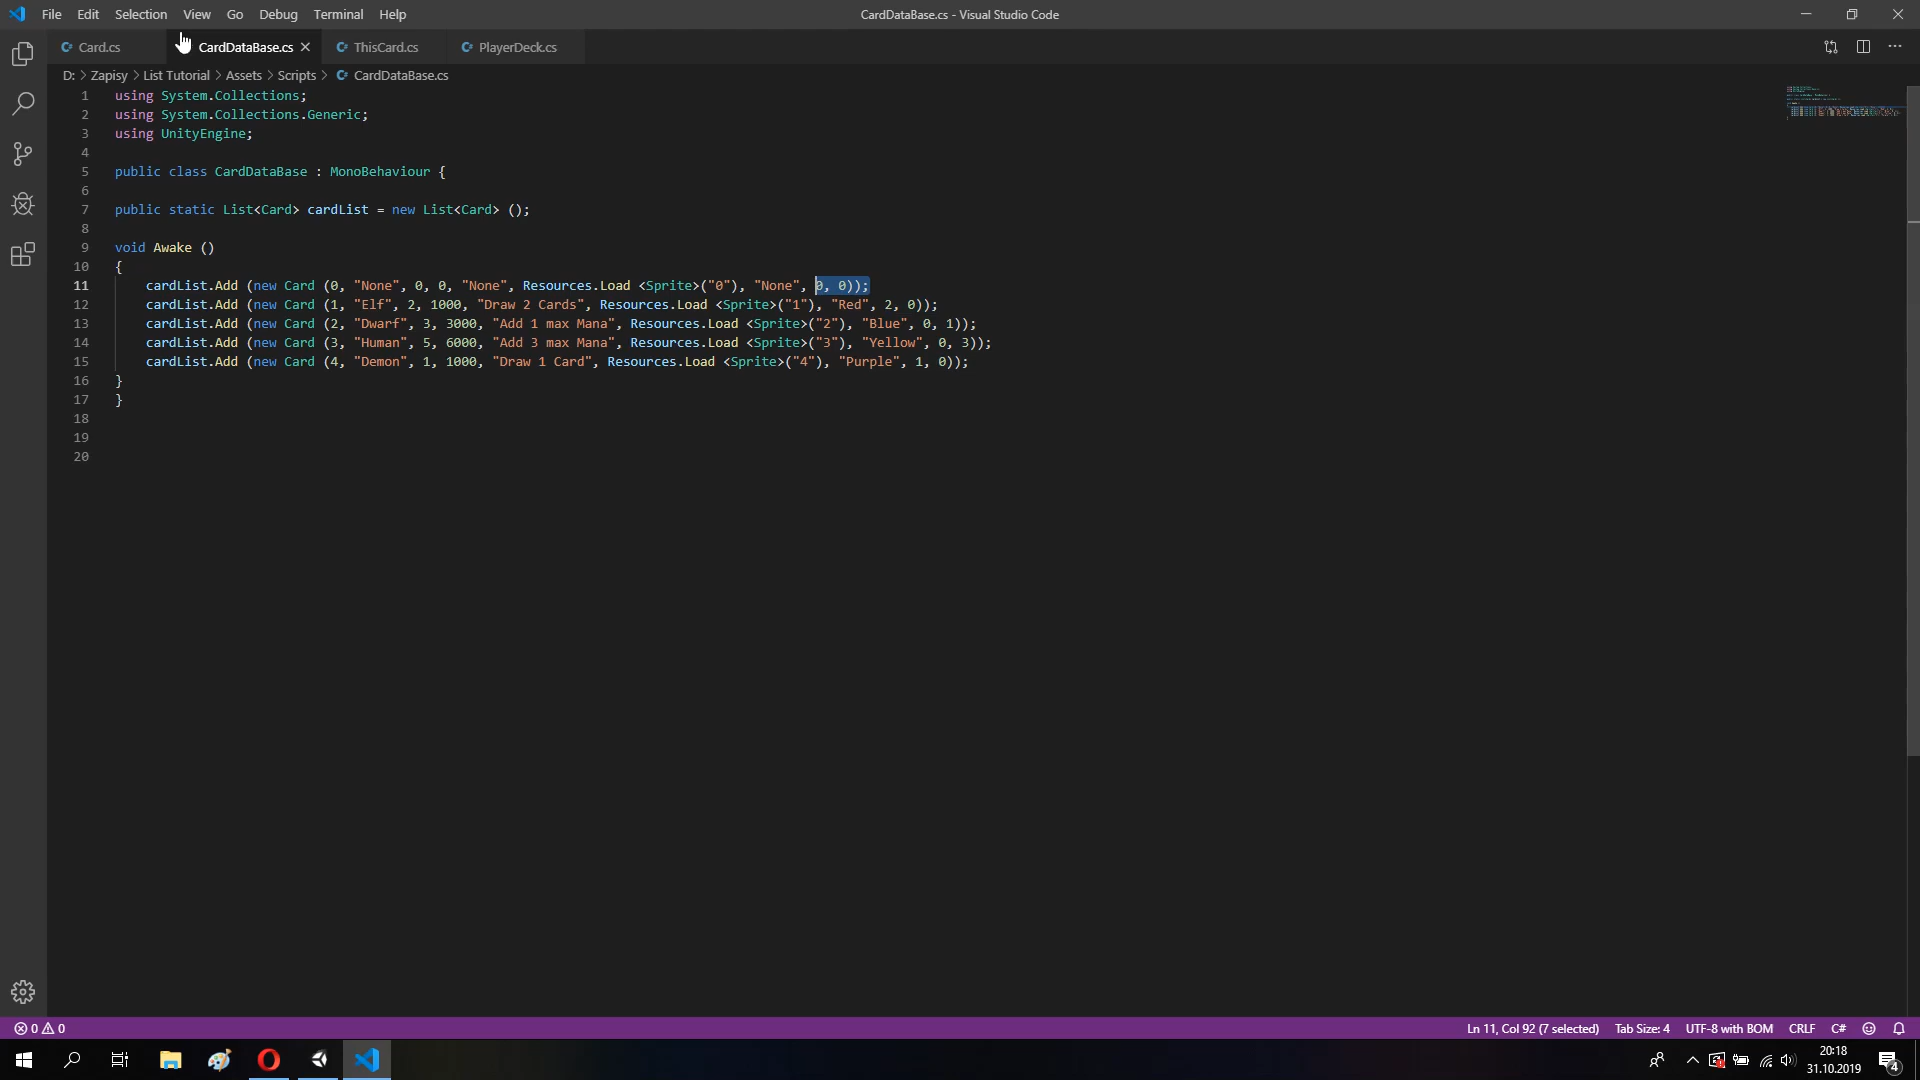 File Edit Selection View Go Debug Terminal Help
CardDataBase.cs - Visual Studio Code
Card.cs CardDataBase.cs ThisCard.cs PlayerDeck.cs
D: > Zapisy > List Tutorial > Assets > Scripts > CardDataBase.cs
1 using System.Collections;
2 using System.Collections.Generic;
3 using UnityEngine;
4
5 public class CardDataBase : MonoBehaviour {
6
7 public static List<Card> cardList = new List<Card> ();
8
9 void Awake ()
10 {
11 cardList.Add (new Card (0, "None", 0, 0, "None", Resources.Load <Sprite>("0"), "None", 0, 0));
12 cardList.Add (new Card (1, "Elf", 2, 1000, "Draw 2 Cards", Resources.Load <Sprite>("1"), "Red", 2, 0));
13 cardList.Add (new Card (2, "Dwarf", 3, 3000, "Add 1 max Mana", Resources.Load <Sprite>("2"), "Blue", 0, 1));
14 cardList.Add (new Card (3, "Human", 5, 6000, "Add 3 max Mana", Resources.Load <Sprite>("3"), "Yellow", 0, 3));
15 cardList.Add (new Card (4, "Demon", 1, 1000, "Draw 1 Card", Resources.Load <Sprite>("4"), "Purple", 1, 0));
16 }
17 }
18
19
20
0 0 Ln 11, Col 92 (7 selected) Tab Size: 4 UTF-8 with BOM CRLF C#
20:18
31.10.2019
4